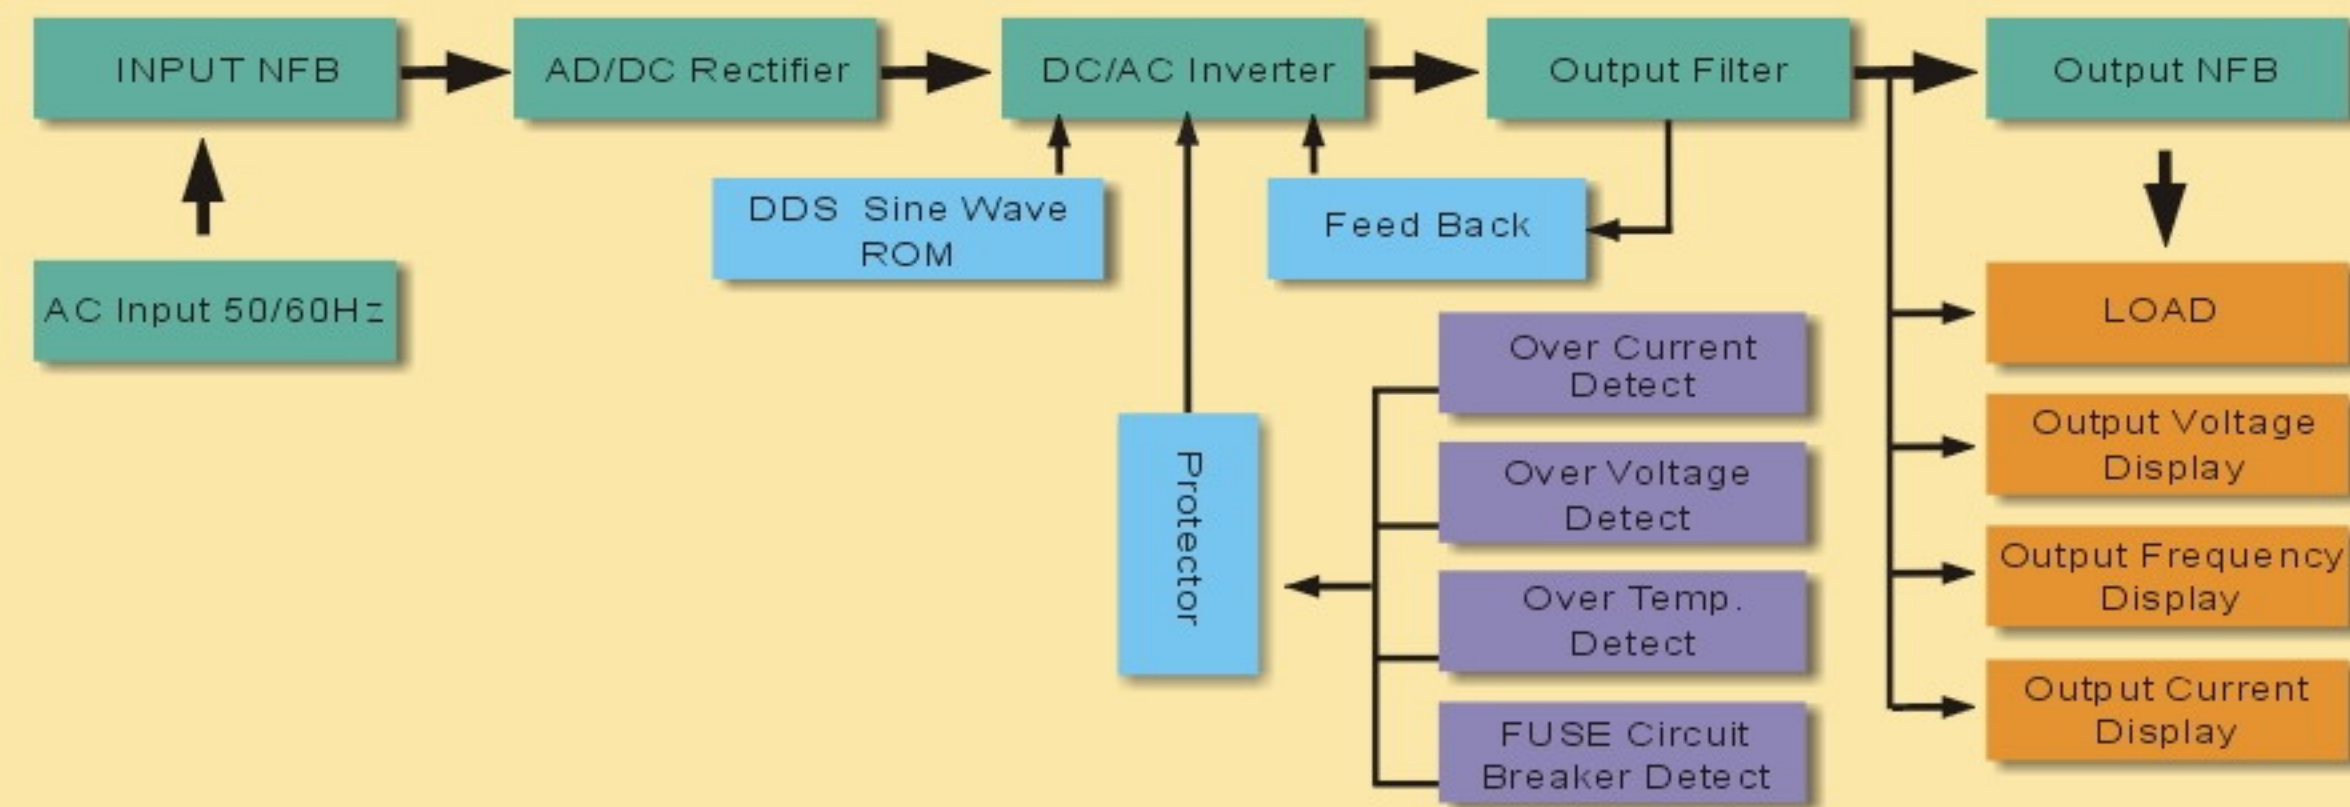 INPUT NFB
AD/DC Rectifier
DC/AC Inverter
Output Filter
Output NFB
AC Input 50/60Hz
DDS Sine Wave
ROM
Feed Back
Protector
Over Current
Detect
Over Voltage
Detect
Over Temp.
Detect
FUSE Circuit
Breaker Detect
LOAD
Output Voltage
Display
Output Frequency
Display
Output Current
Display